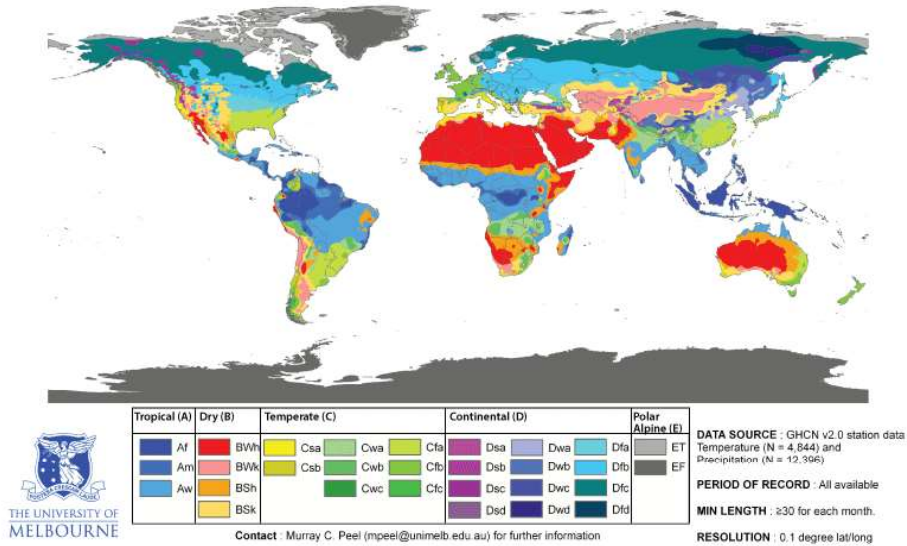 Tropical (A) Dry (B) Temperate (C) Continental (D) Polar
Alpine (E)
Af BWh Csa Cwa Cfa Dsa Dwa Dfa ET
Am BWk Csb Cwb Cfb Dsb Dwb Dfb EF
Aw BSh Cwc Cfc Dsc Dwc Dfc
BSk Dsd Dwd Dfd
THE UNIVERSITY OF
MELBOURNE
Contact : Murray C. Peel (mpeel@unimelb.edu.au) for further information
DATA SOURCE : GHCN v2.0 station data
Temperature (N = 4,844) and
Precipitation (N = 12,396)
PERIOD OF RECORD : All available
MIN LENGTH : ≥30 for each month.
RESOLUTION : 0.1 degree lat/long